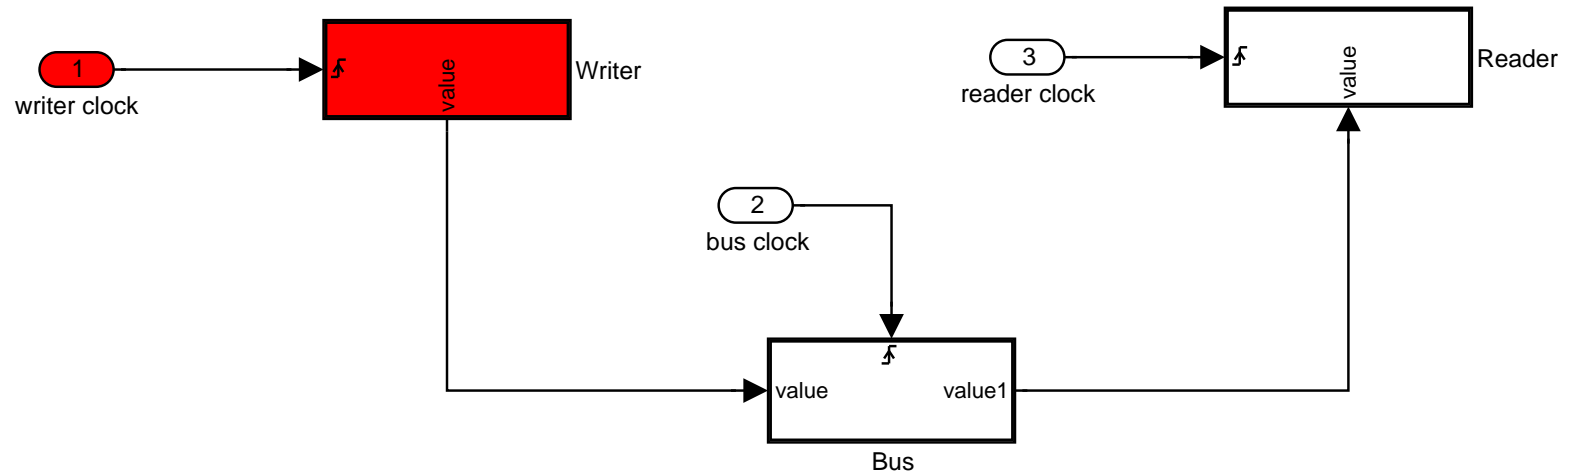 1
writer clock
value
Writer
3
reader clock
value
Reader
2
bus clock
value
value1
Bus